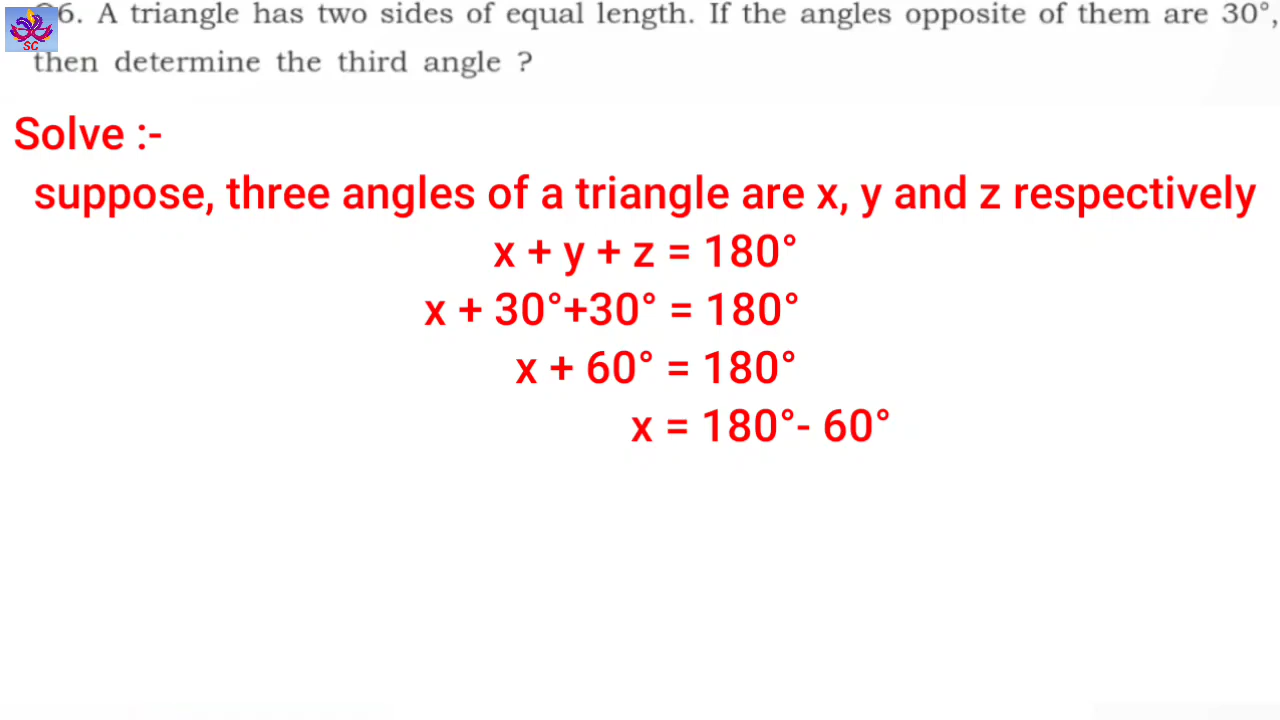 6. A triangle has two sides of equal length. If the angles opposite of them are 30°,
then determine the third angle ?
SC
Solve :-
suppose, three angles of a triangle are x, y and z respectively
x + y + z = 180°
x + 30°+30° = 180°
x + 60° = 180°
x = 180°- 60°